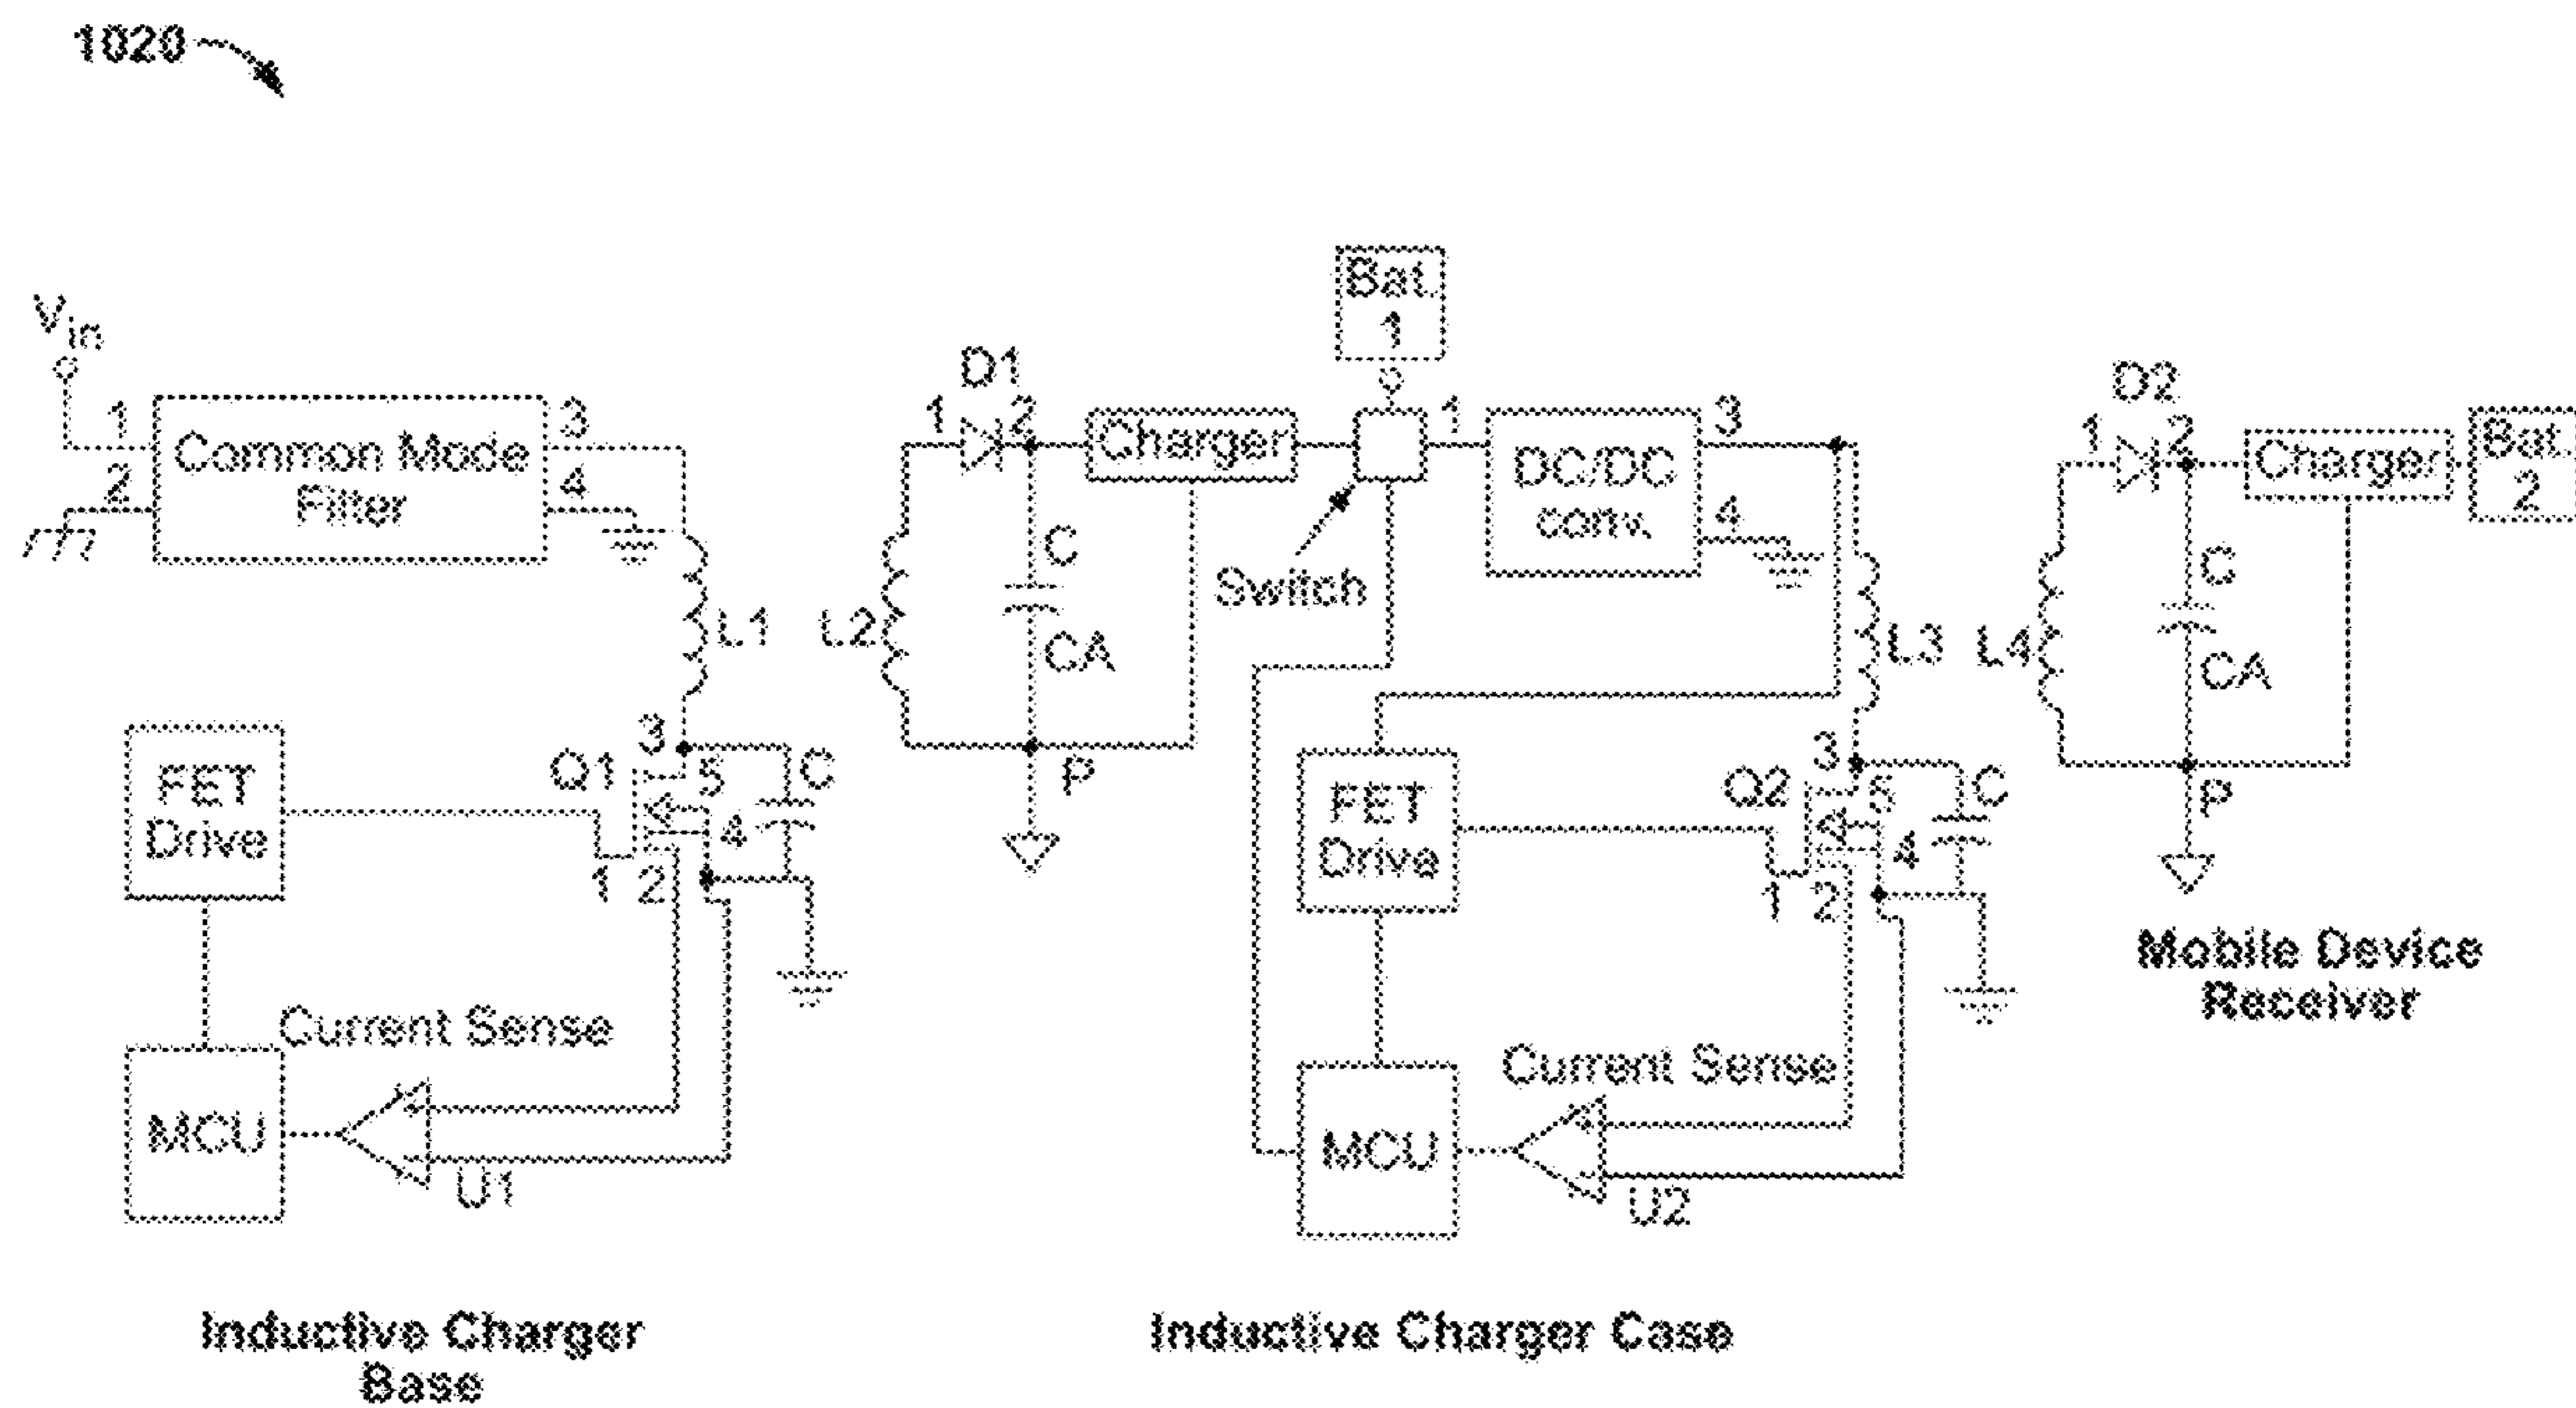 1020
Vin
1
2
Common Mode
Filter
3
4
L1
L2
D1
1
2
Charger
C
CA
P
Bat.
1
Switch
1
DC/DC
conv.
3
4
L3
L4
D2
1
2
Charger
Bat.
2
C
CA
P
FET
Drive
Q1
3
5
4
1
2
C
MCU
Current Sense
U1
FET
Drive
Q2
3
5
4
1
2
C
MCU
Current Sense
U2
Mobile Device
Receiver
Inductive Charger
Base
Inductive Charger Case